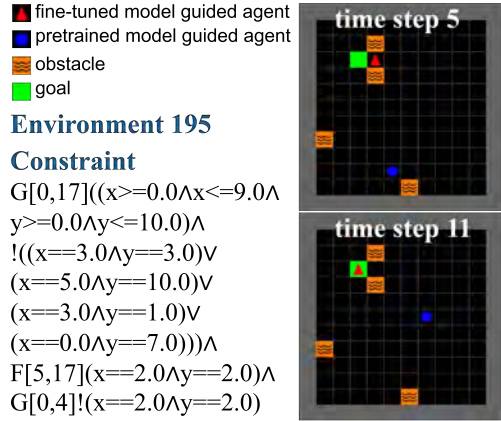 fine-tuned model guided agent
pretrained model guided agent
obstacle
goal
Environment 195
Constraint
G[0,17]((x>=0.0∧x<=9.0∧
y>=0.0∧y<=10.0)∧
!((x==3.0∧y==3.0)∨
(x==5.0∧y==10.0)∨
(x==3.0∧y==1.0)∨
(x==0.0∧y==7.0)))∧
F[5,17](x==2.0∧y==2.0)∧
G[0,4]!(x==2.0∧y==2.0)
time step 5
time step 11